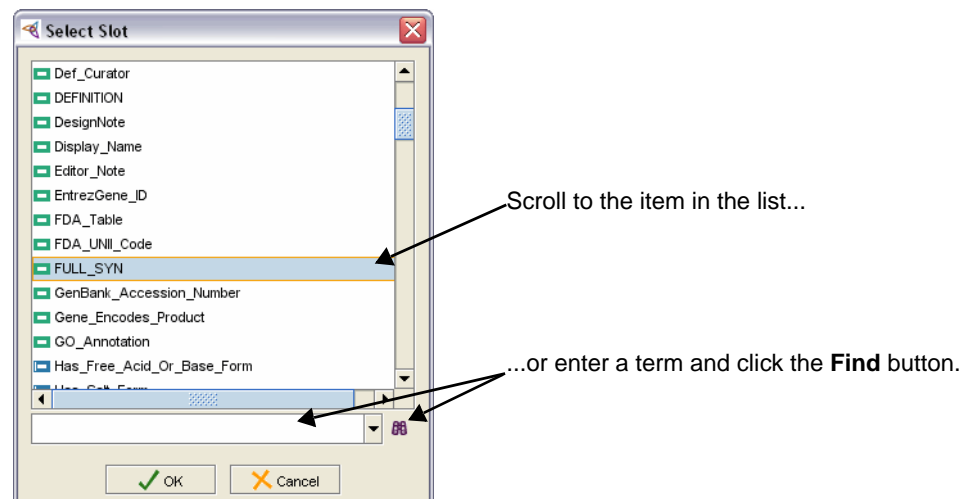 Select Slot
Def_Curator
DEFINITION
DesignNote
Display_Name
Editor_Note
EntrezGene_ID
FDA_Table
FDA_UNII_Code
FULL_SYN
GenBank_Accession_Number
Gene_Encodes_Product
GO_Annotation
Has_Free_Acid_Or_Base_Form
Has_Salt_Form
Scroll to the item in the list...
...or enter a term and click the Find button.
OK
Cancel